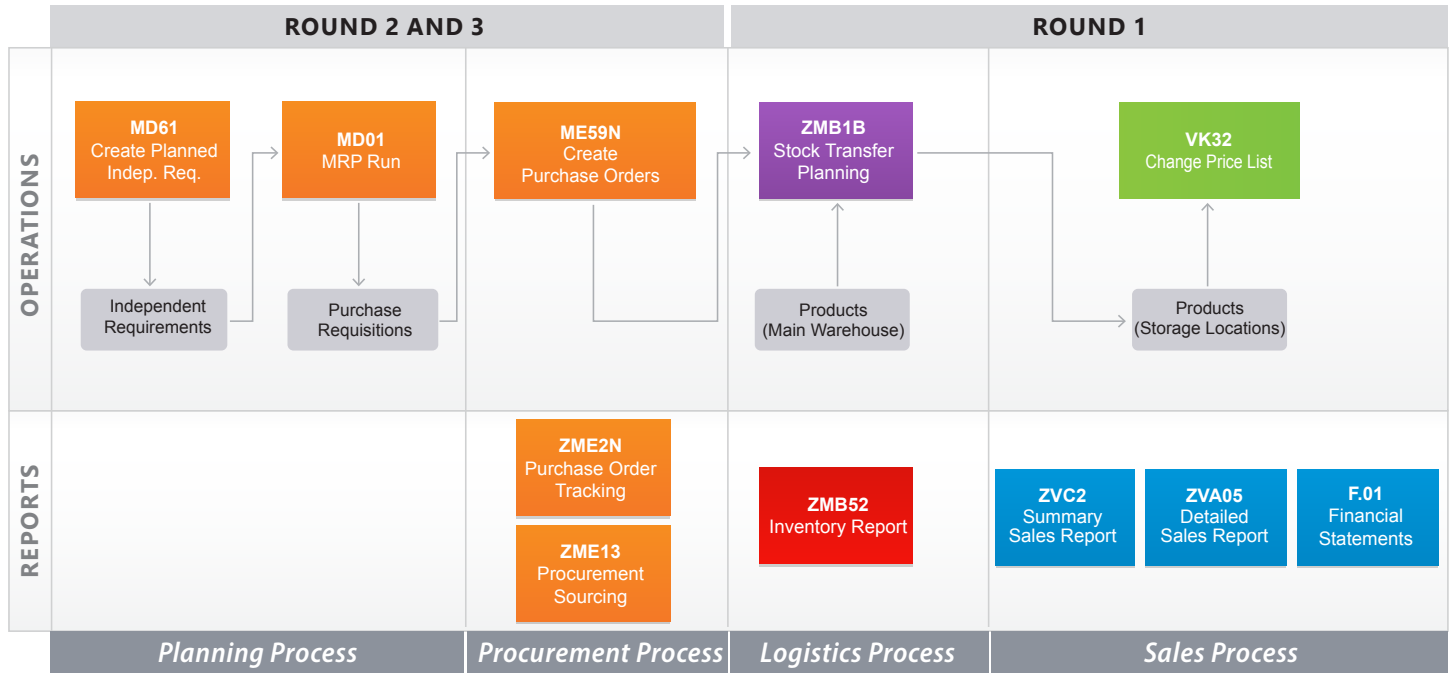 ROUND 2 AND 3
ROUND 1
OPERATIONS
MD61
Create Planned
Indep. Req.
MD01
MRP Run
ME59N
Create
Purchase Orders
ZMB1B
Stock Transfer
Planning
VK32
Change Price List
Independent
Requirements
Purchase
Requisitions
Products
(Main Warehouse)
Products
(Storage Locations)
REPORTS
ZME2N
Purchase Order
Tracking
ZME13
Procurement
Sourcing
ZMB52
Inventory Report
ZVC2
Summary
Sales Report
ZVA05
Detailed
Sales Report
F.01
Financial
Statements
Planning Process
Procurement Process
Logistics Process
Sales Process